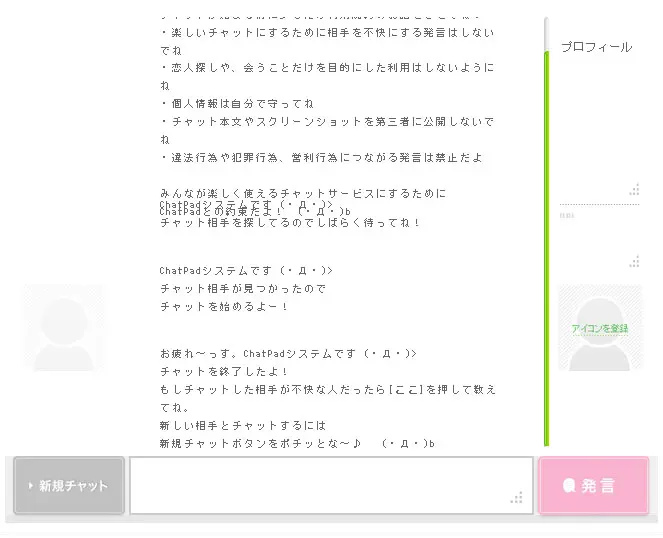 ・楽しいチャットにするために相手を不快にする発言はしない
でね
・恋人探しや、会うことだけを目的にした利用はしないように
ね
・個人情報は自分で守ってね
・チャット本文やスクリーンショットを第三者に公開しないで
ね
・違法行為や犯罪行為、営利行為につながる発言は禁止だよ
みんなが楽しく使えるチャットサービスにするために
ChatPadとの約束だよ！ (・Д・)b
ChatPadシステムです (・Д・)>
チャット相手を探してるのでしばらく待ってね！
ChatPadシステムです (・Д・)>
チャット相手が見つかったので
チャットを始めるよー！
お疲れ〜っす。ChatPadシステムです (・Д・)>
チャットを終了したよ！
もしチャットした相手が不快な人だったら[ここ]を押して教え
てね。
新しい相手とチャットするには
新規チャットボタンをポチッとな〜♪ (・Д・)b
プロフィール
アイコンを登録
新規チャット
発言